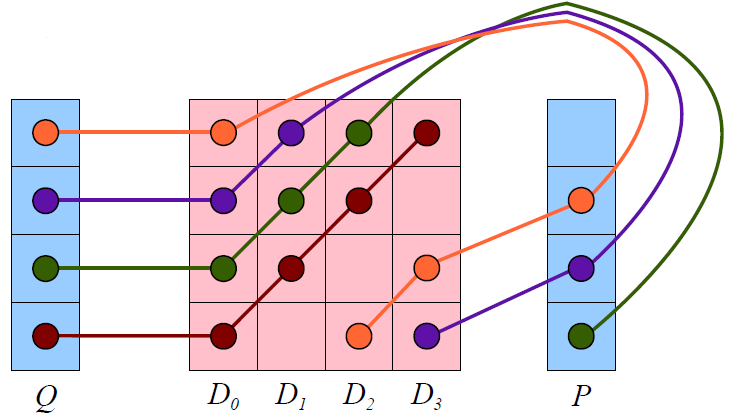 Q D₀ D₁ D₂ D₃ P